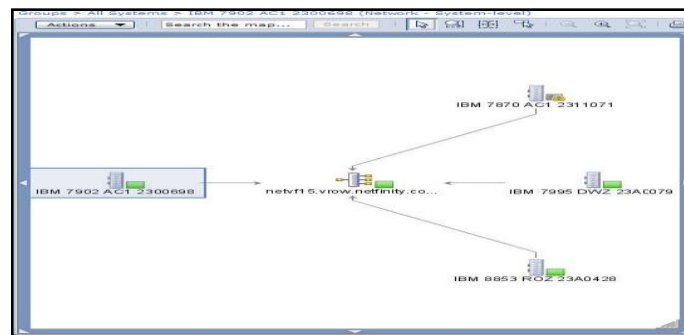 Groups > All Systems > IBM 7902 AC1 2300698 (Network - System-level)
Actions Search the map... Search
IBM 7870 AC1 2311071
IBM 7902 AC1 2300698
netvf15.vrow.netfinity.co...
IBM 7995 DWZ 23A0079
IBM 8853 ROZ 23A0428